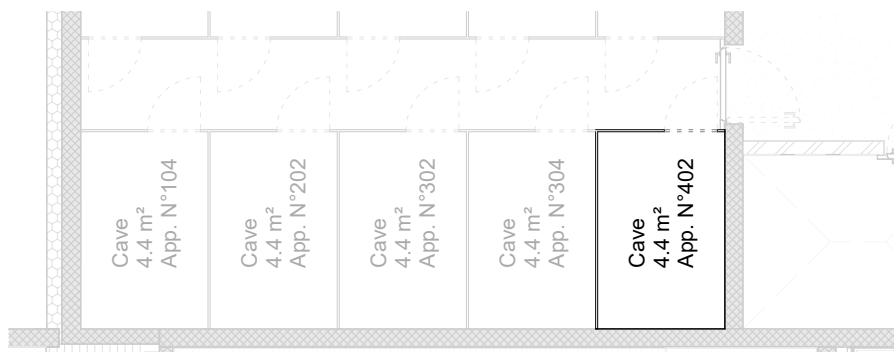 Cave
4.4 m²
App. N°104
Cave
4.4 m²
App. N°202
Cave
4.4 m²
App. N°302
Cave
4.4 m²
App. N°304
Cave
4.4 m²
App. N°402